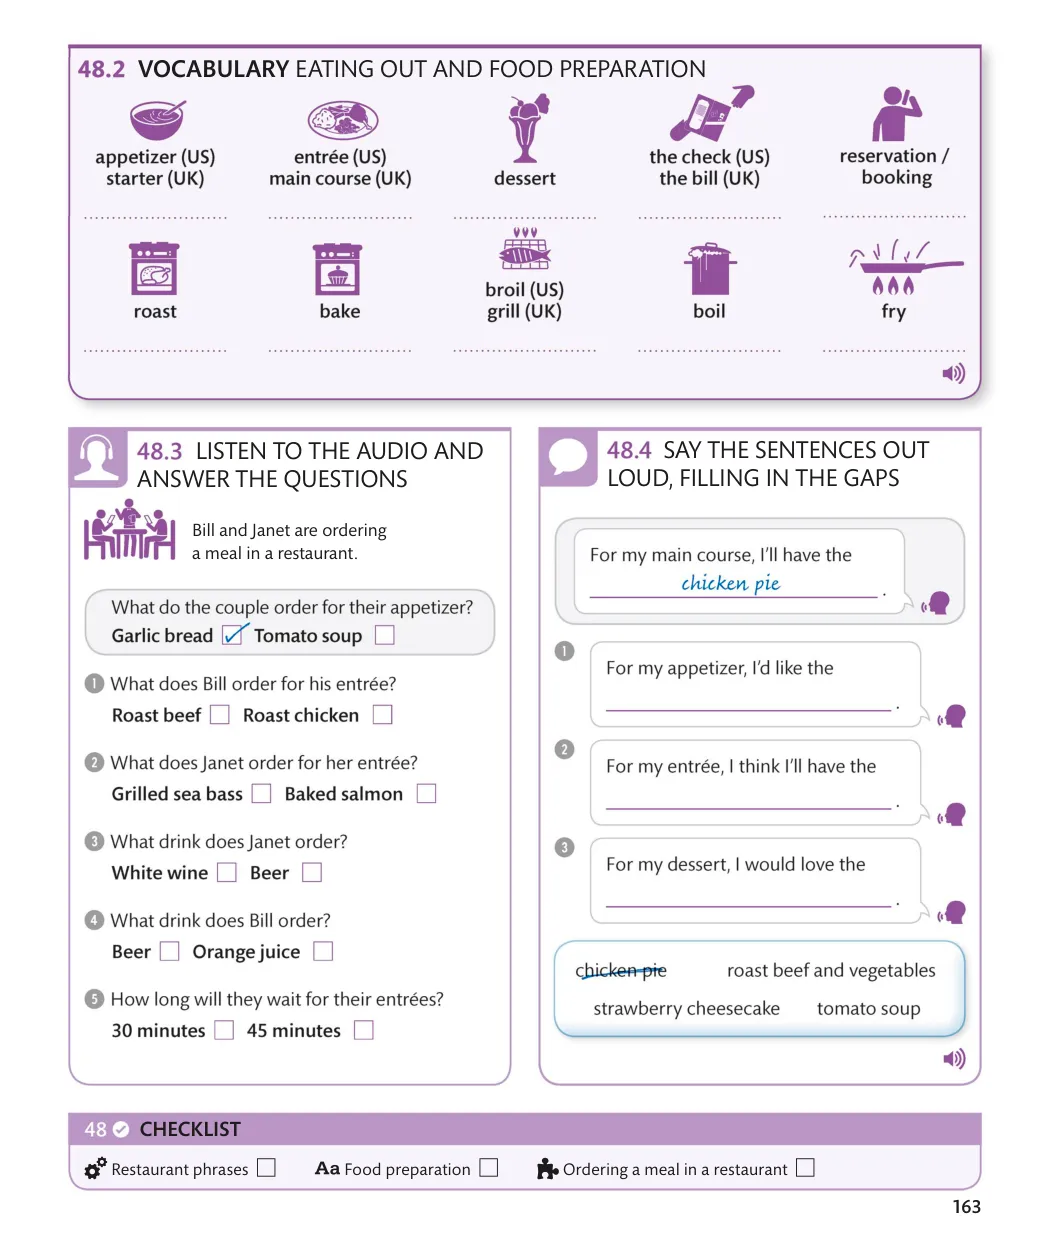 48.2 VOCABULARY EATING OUT AND FOOD PREPARATION
appetizer (US)
starter (UK)
entrée (US)
main course (UK)
dessert
the check (US)
the bill (UK)
reservation /
booking
roast
bake
broil (US)
grill (UK)
boil
fry
48.3 LISTEN TO THE AUDIO AND
ANSWER THE QUESTIONS
Bill and Janet are ordering
a meal in a restaurant.
What do the couple order for their appetizer?
Garlic bread Tomato soup
1 What does Bill order for his entrée?
Roast beef Roast chicken
2 What does Janet order for her entrée?
Grilled sea bass Baked salmon
3 What drink does Janet order?
White wine Beer
4 What drink does Bill order?
Beer Orange juice
5 How long will they wait for their entrées?
30 minutes 45 minutes
48.4 SAY THE SENTENCES OUT
LOUD, FILLING IN THE GAPS
For my main course, I'll have the
chicken pie.
1 For my appetizer, I'd like the
.
2 For my entrée, I think I'll have the
.
3 For my dessert, I would love the
.
chicken pie roast beef and vegetables
strawberry cheesecake tomato soup
48 CHECKLIST
Restaurant phrases Aa Food preparation Ordering a meal in a restaurant
163